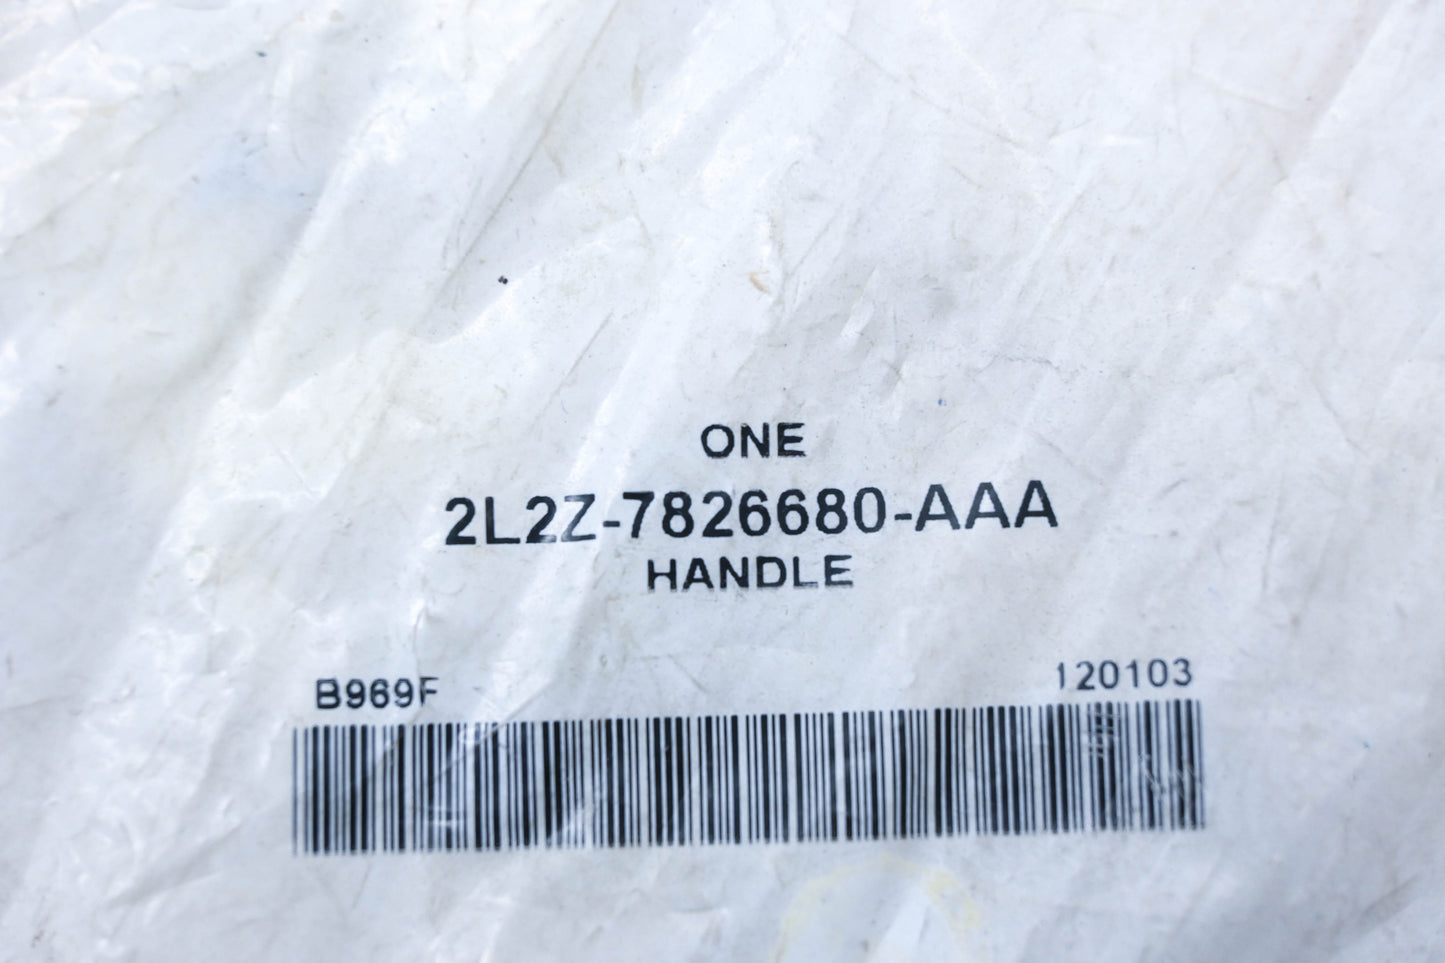 ONE
2L2Z-7826680-AAA
HANDLE
B969F 120103